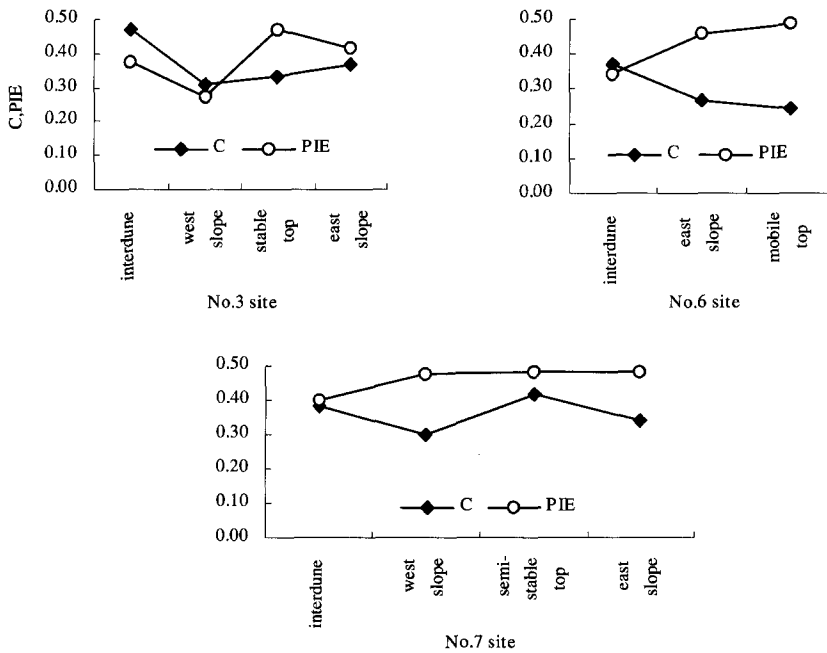 C,PIE
0.50
0.40
0.30
0.20
0.10
0.00
C
PIE
interdune
west
slope
stable
top
east
slope
No.3 site
0.50
0.40
0.30
0.20
0.10
0.00
C
PIE
interdune
east
slope
mobile
top
No.6 site
0.50
0.40
0.30
0.20
0.10
0.00
C
PIE
interdune
west
slope
semi-
stable
top
east
slope
No.7 site